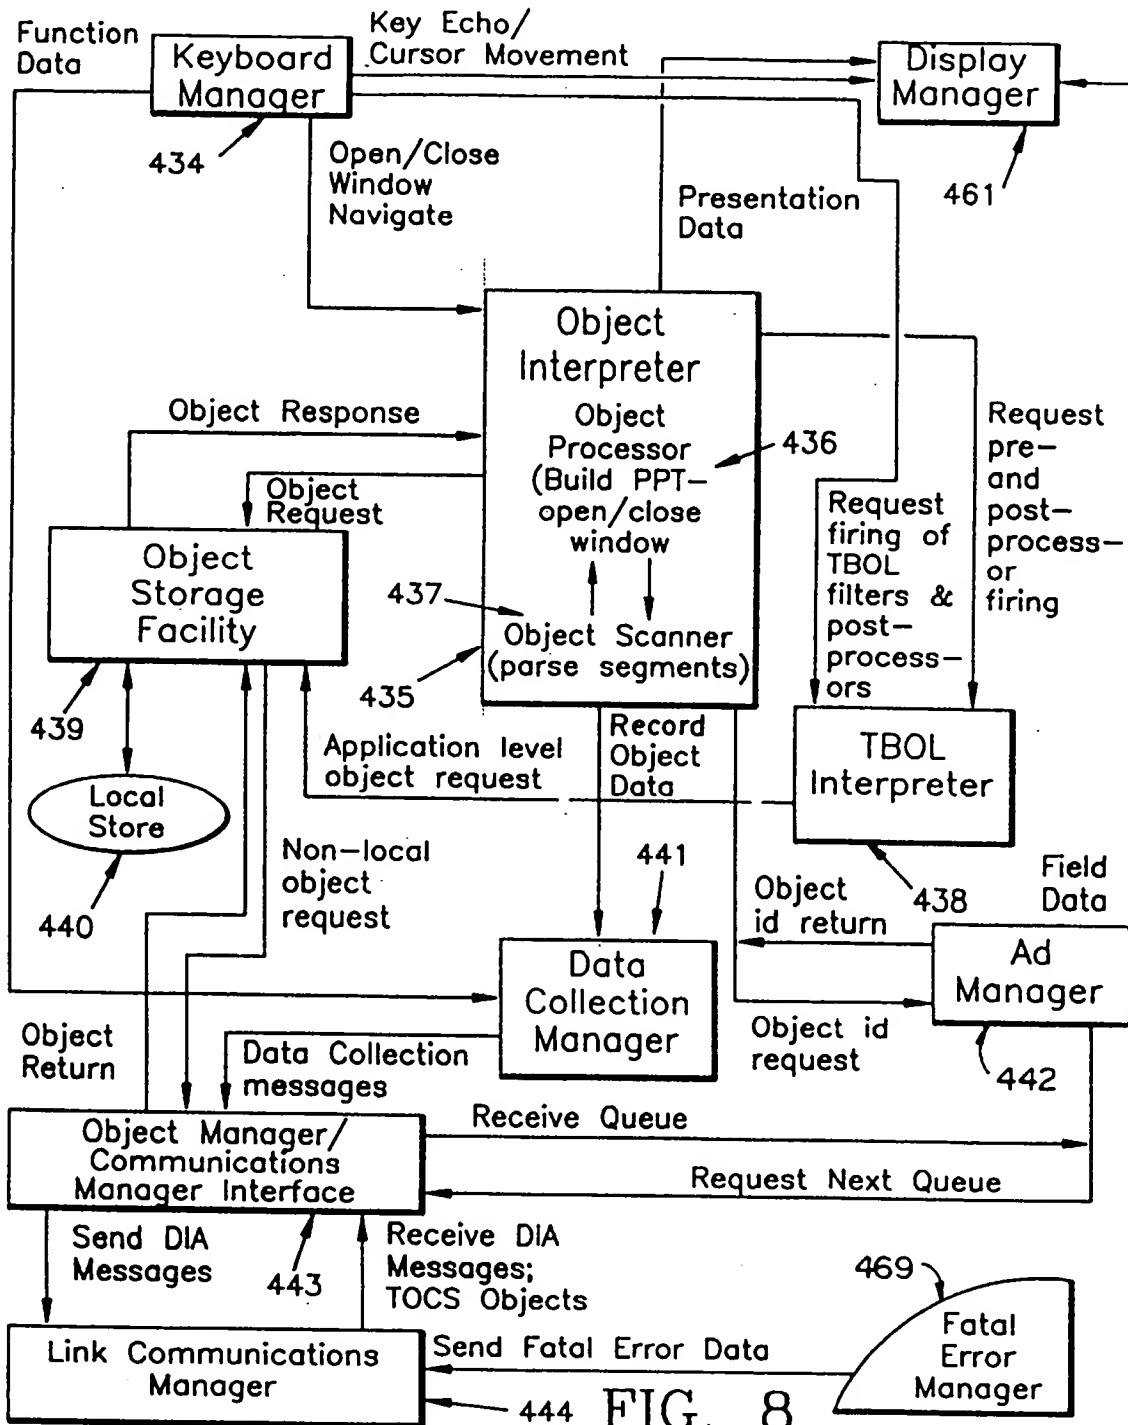 Function
Data
Keyboard
Manager
434
Key Echo/
Cursor Movement
Display
Manager
461
Open/Close
Window
Navigate
Presentation
Data
Object
Interpreter
Object
Processor
(Build PPT-
open/close
window
436
437
Object Scanner
(parse segments)
435
Object Response
Object
Request
Object
Storage
Facility
439
Local
Store
440
Request
firing of
TBOL
filters &
post-
process-
ors
Request
pre-
and
post-
process-
or
firing
TBOL
Interpreter
438
Application level
object request
Record
Object
Data
441
Non-local
object
request
Data
Collection
Manager
Object
id return
Field
Data
Ad
Manager
442
Object id
request
Object
Return
Data Collection
messages
Object Manager/
Communications
Manager Interface
443
Receive Queue
Request Next Queue
Send DIA
Messages
Receive DIA
Messages;
TOCS Objects
469
Fatal
Error
Manager
Send Fatal Error Data
Link Communications
Manager
444
FIG. 8